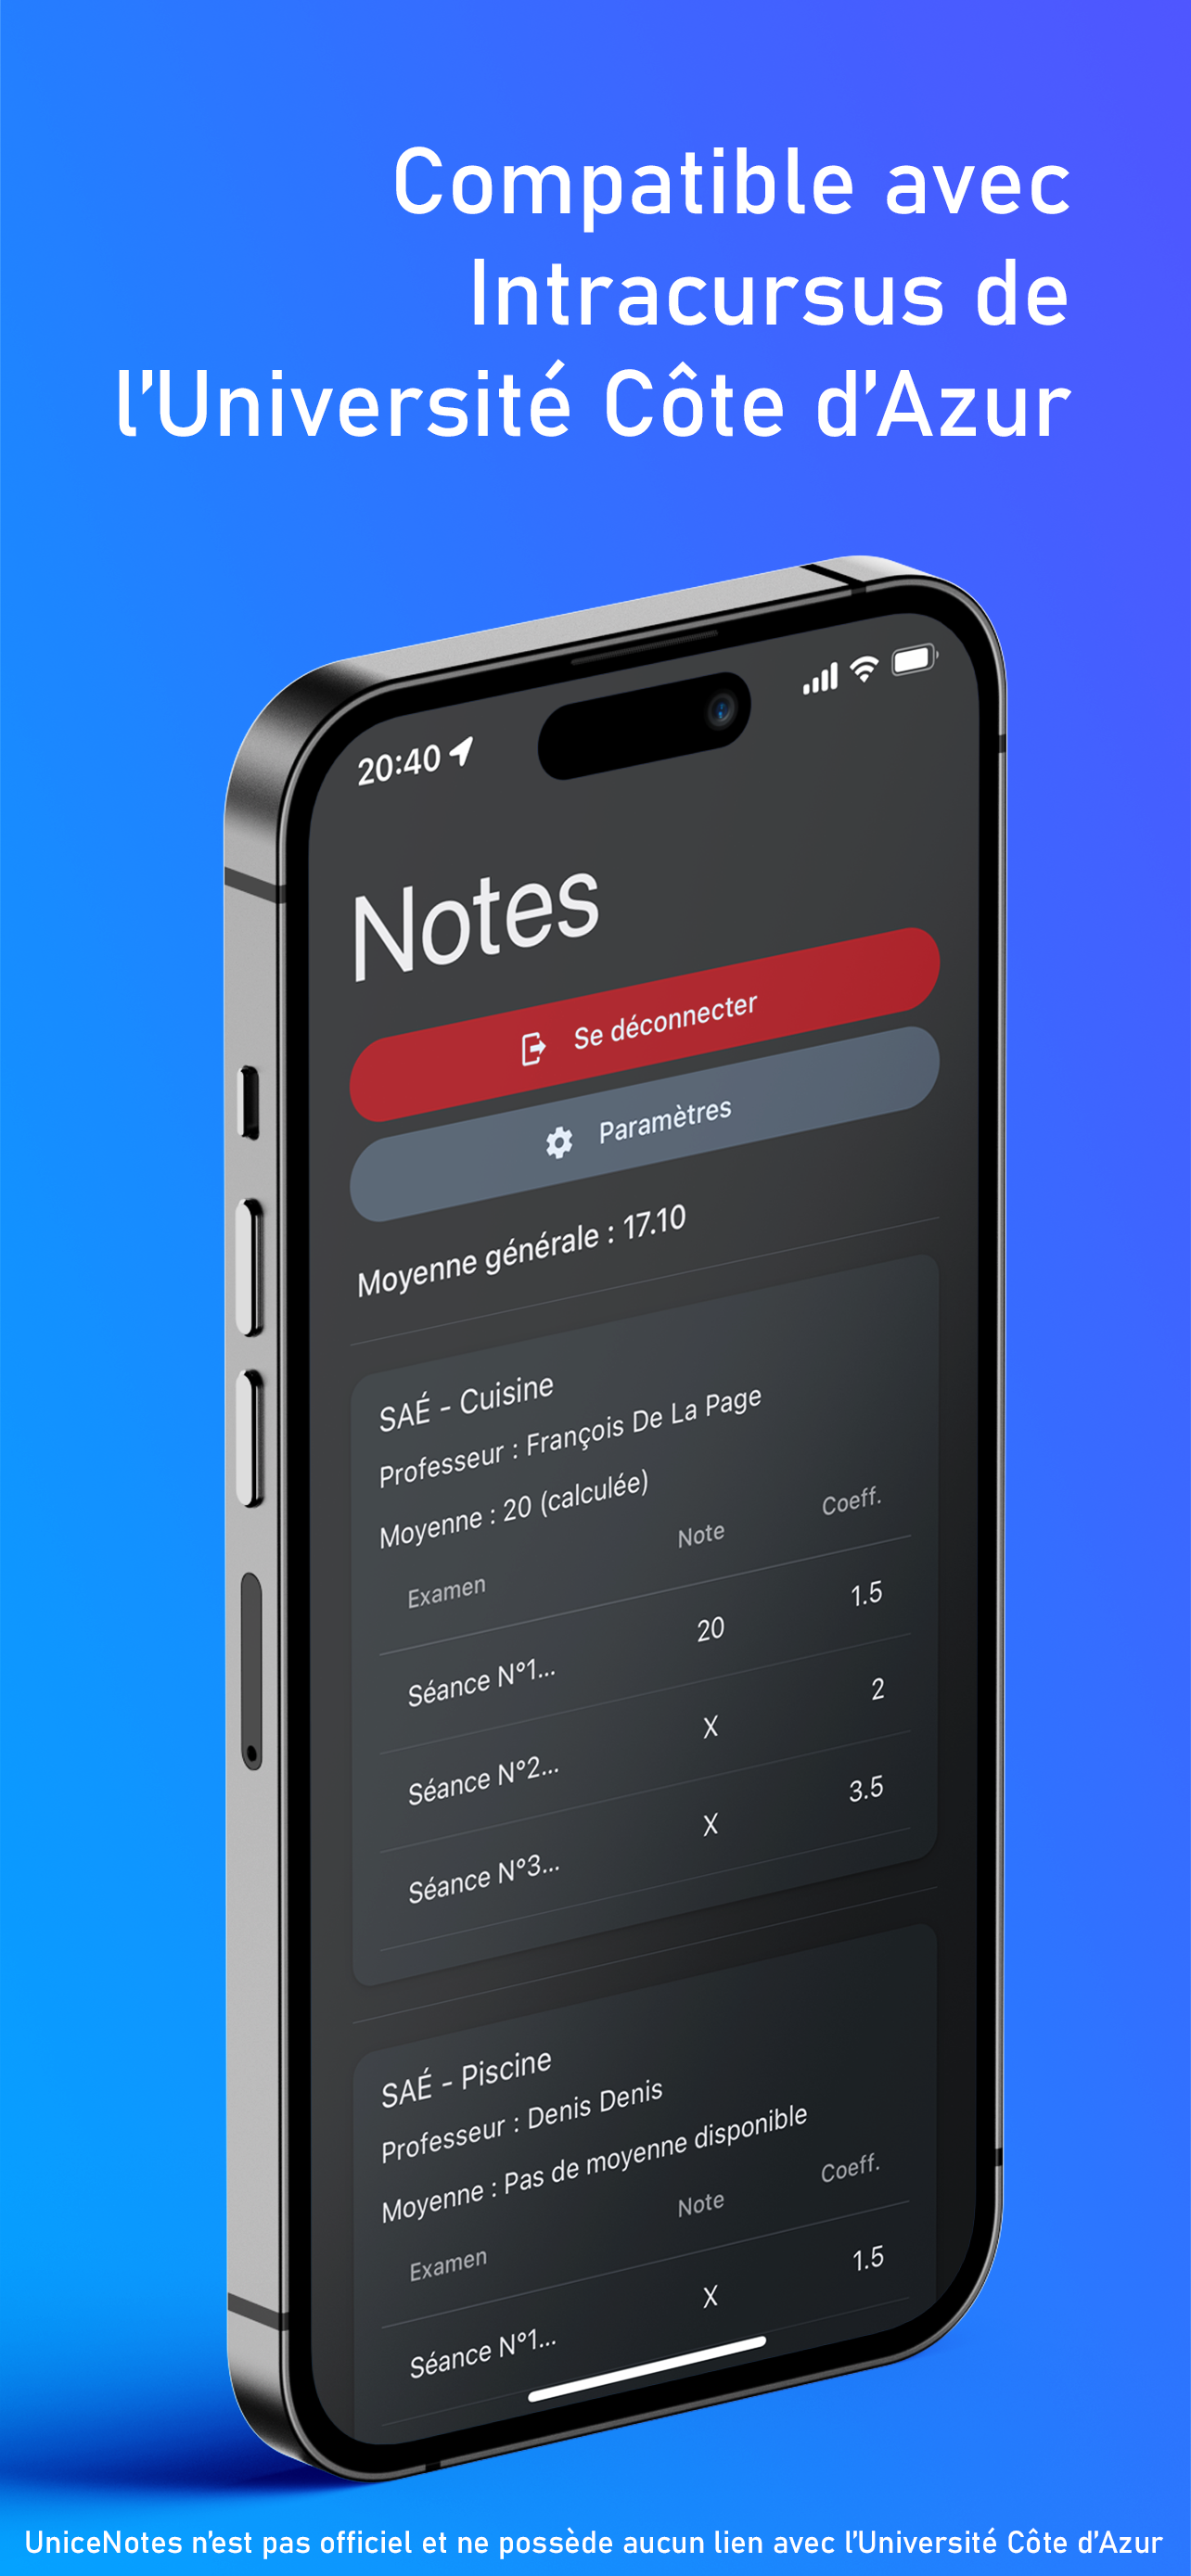 Compatible avec
Intracursus de
l’Université Côte d’Azur
20:40
Notes
Se déconnecter
Paramètres
Moyenne générale : 17.10
SAÉ - Cuisine
Professeur : François De La Page
Moyenne : 20 (calculée)
Examen Note Coeff.
Séance N°1... 20 1.5
Séance N°2... X 2
Séance N°3... X 3.5
SAÉ - Piscine
Professeur : Denis Denis
Moyenne : Pas de moyenne disponible
Examen Note Coeff.
Séance N°1... X 1.5
UniceNotes n’est pas officiel et ne possède aucun lien avec l’Université Côte d’Azur